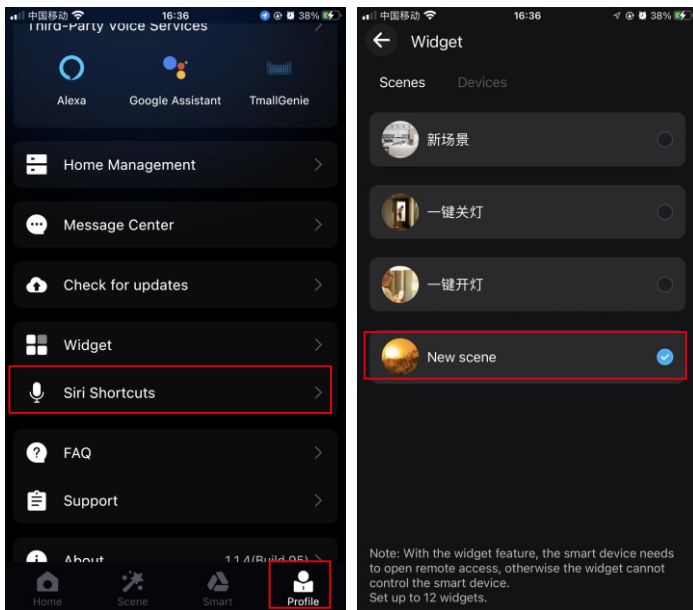 中国移动
16:36
38%
Third-Party Voice Services
Alexa
Google Assistant
TmallGenie
Home Management
Message Center
Check for updates
Widget
Siri Shortcuts
FAQ
Support
About
1.1.4(Build 95)
Home
Scene
Smart
Profile
中国移动
16:36
38%
Widget
Scenes
Devices
新场景
一键关灯
一键开灯
New scene
Note: With the widget feature, the smart device needs
to open remote access, otherwise the widget cannot
control the smart device.
Set up to 12 widgets.